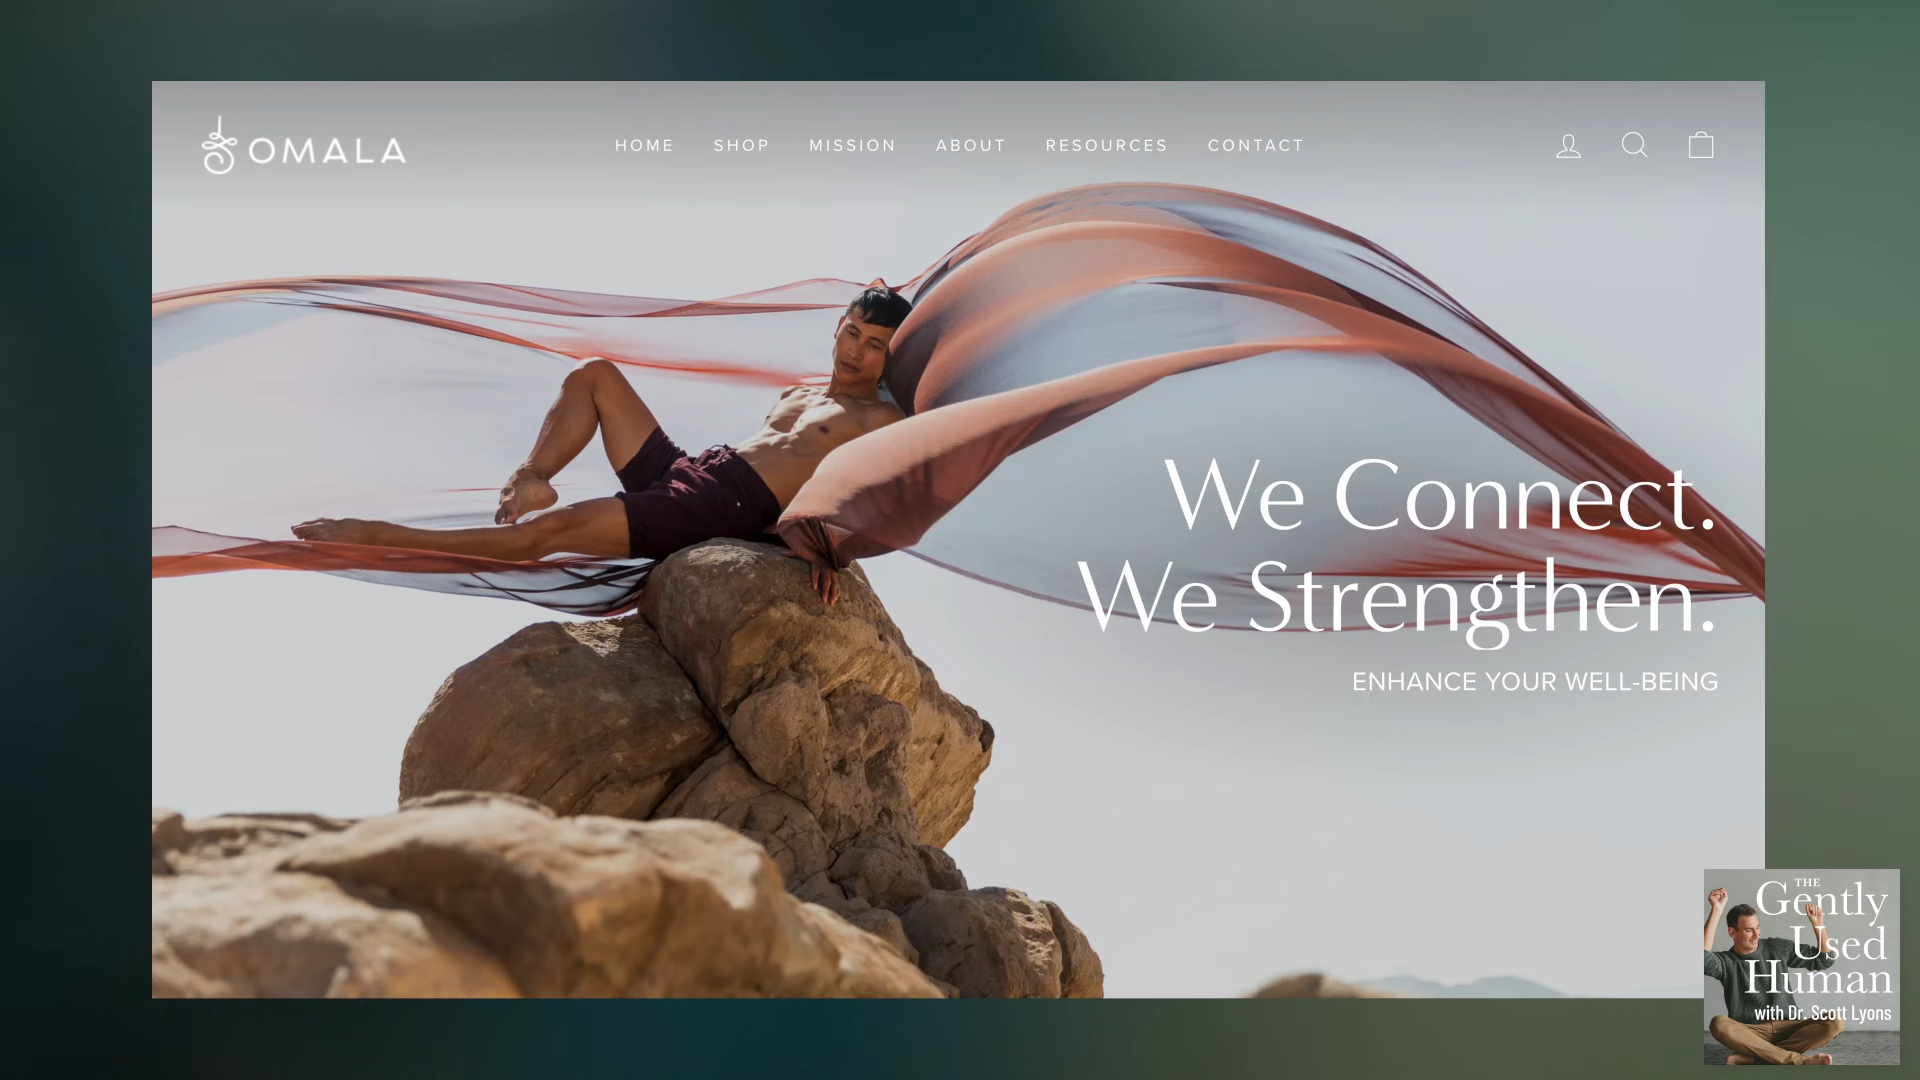 OMALA
HOME SHOP MISSION ABOUT RESOURCES CONTACT
We Connect.
We Strengthen.
ENHANCE YOUR WELL-BEING
THE
Gently
Used
Human
with Dr. Scott Lyons